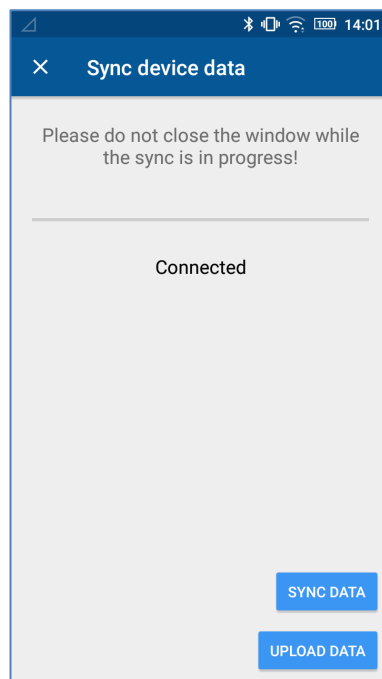 100 14:01
Sync device data
Please do not close the window while
the sync is in progress!
Connected
SYNC DATA
UPLOAD DATA